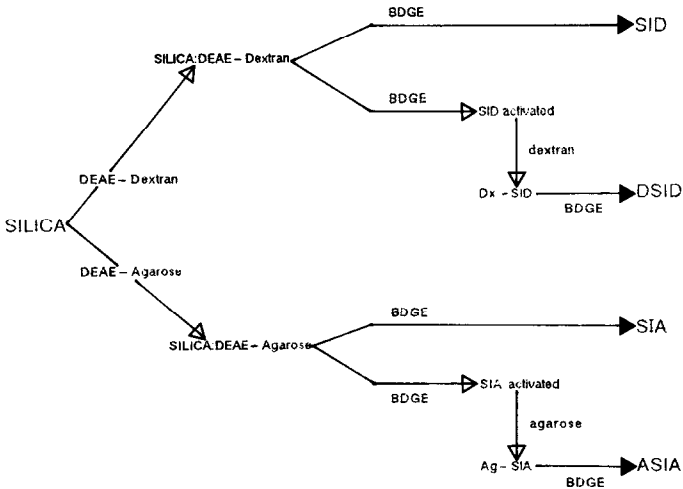 BDGE
SID
SILICA:DEAE – Dextran
BDGE
SID activated
dextran
DEAE – Dextran
Dx – SID
BDGE
DSID
SILICA
DEAE – Agarose
BDGE
SIA
SILICA:DEAE – Agarose
BDGE
SIA activated
agarose
Ag – SIA
BDGE
ASIA